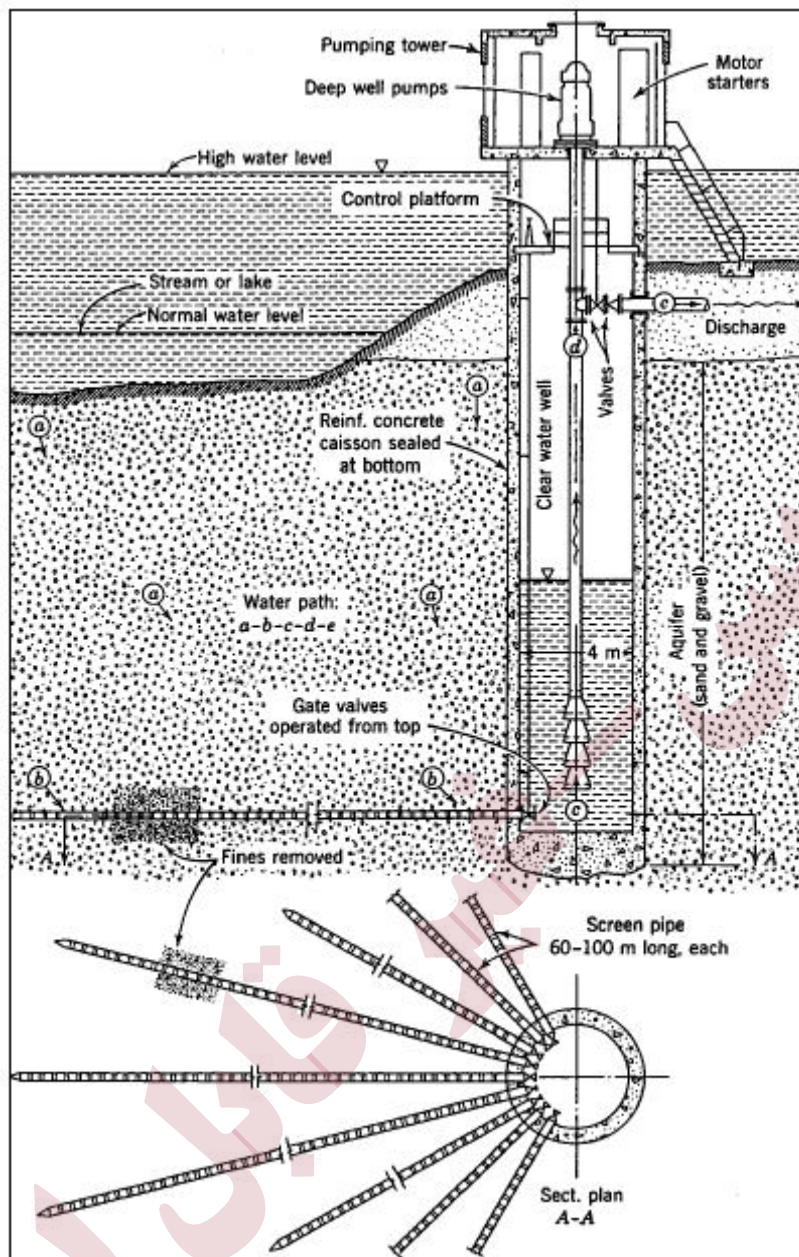 Pumping tower
Deep well pumps
Motor
starters
High water level
Control platform
Stream or lake
Normal water level
c
Discharge
d
Valves
a
a
Reinf. concrete
caisson sealed
at bottom
Clear water well
a
Water path:
a-b-c-d-e
a
Aquifer
(sand and gravel)
4 m
Gate valves
operated from top
b
b
c
A
Fines removed
A
Screen pipe
60-100 m long, each
Sect. plan
A-A